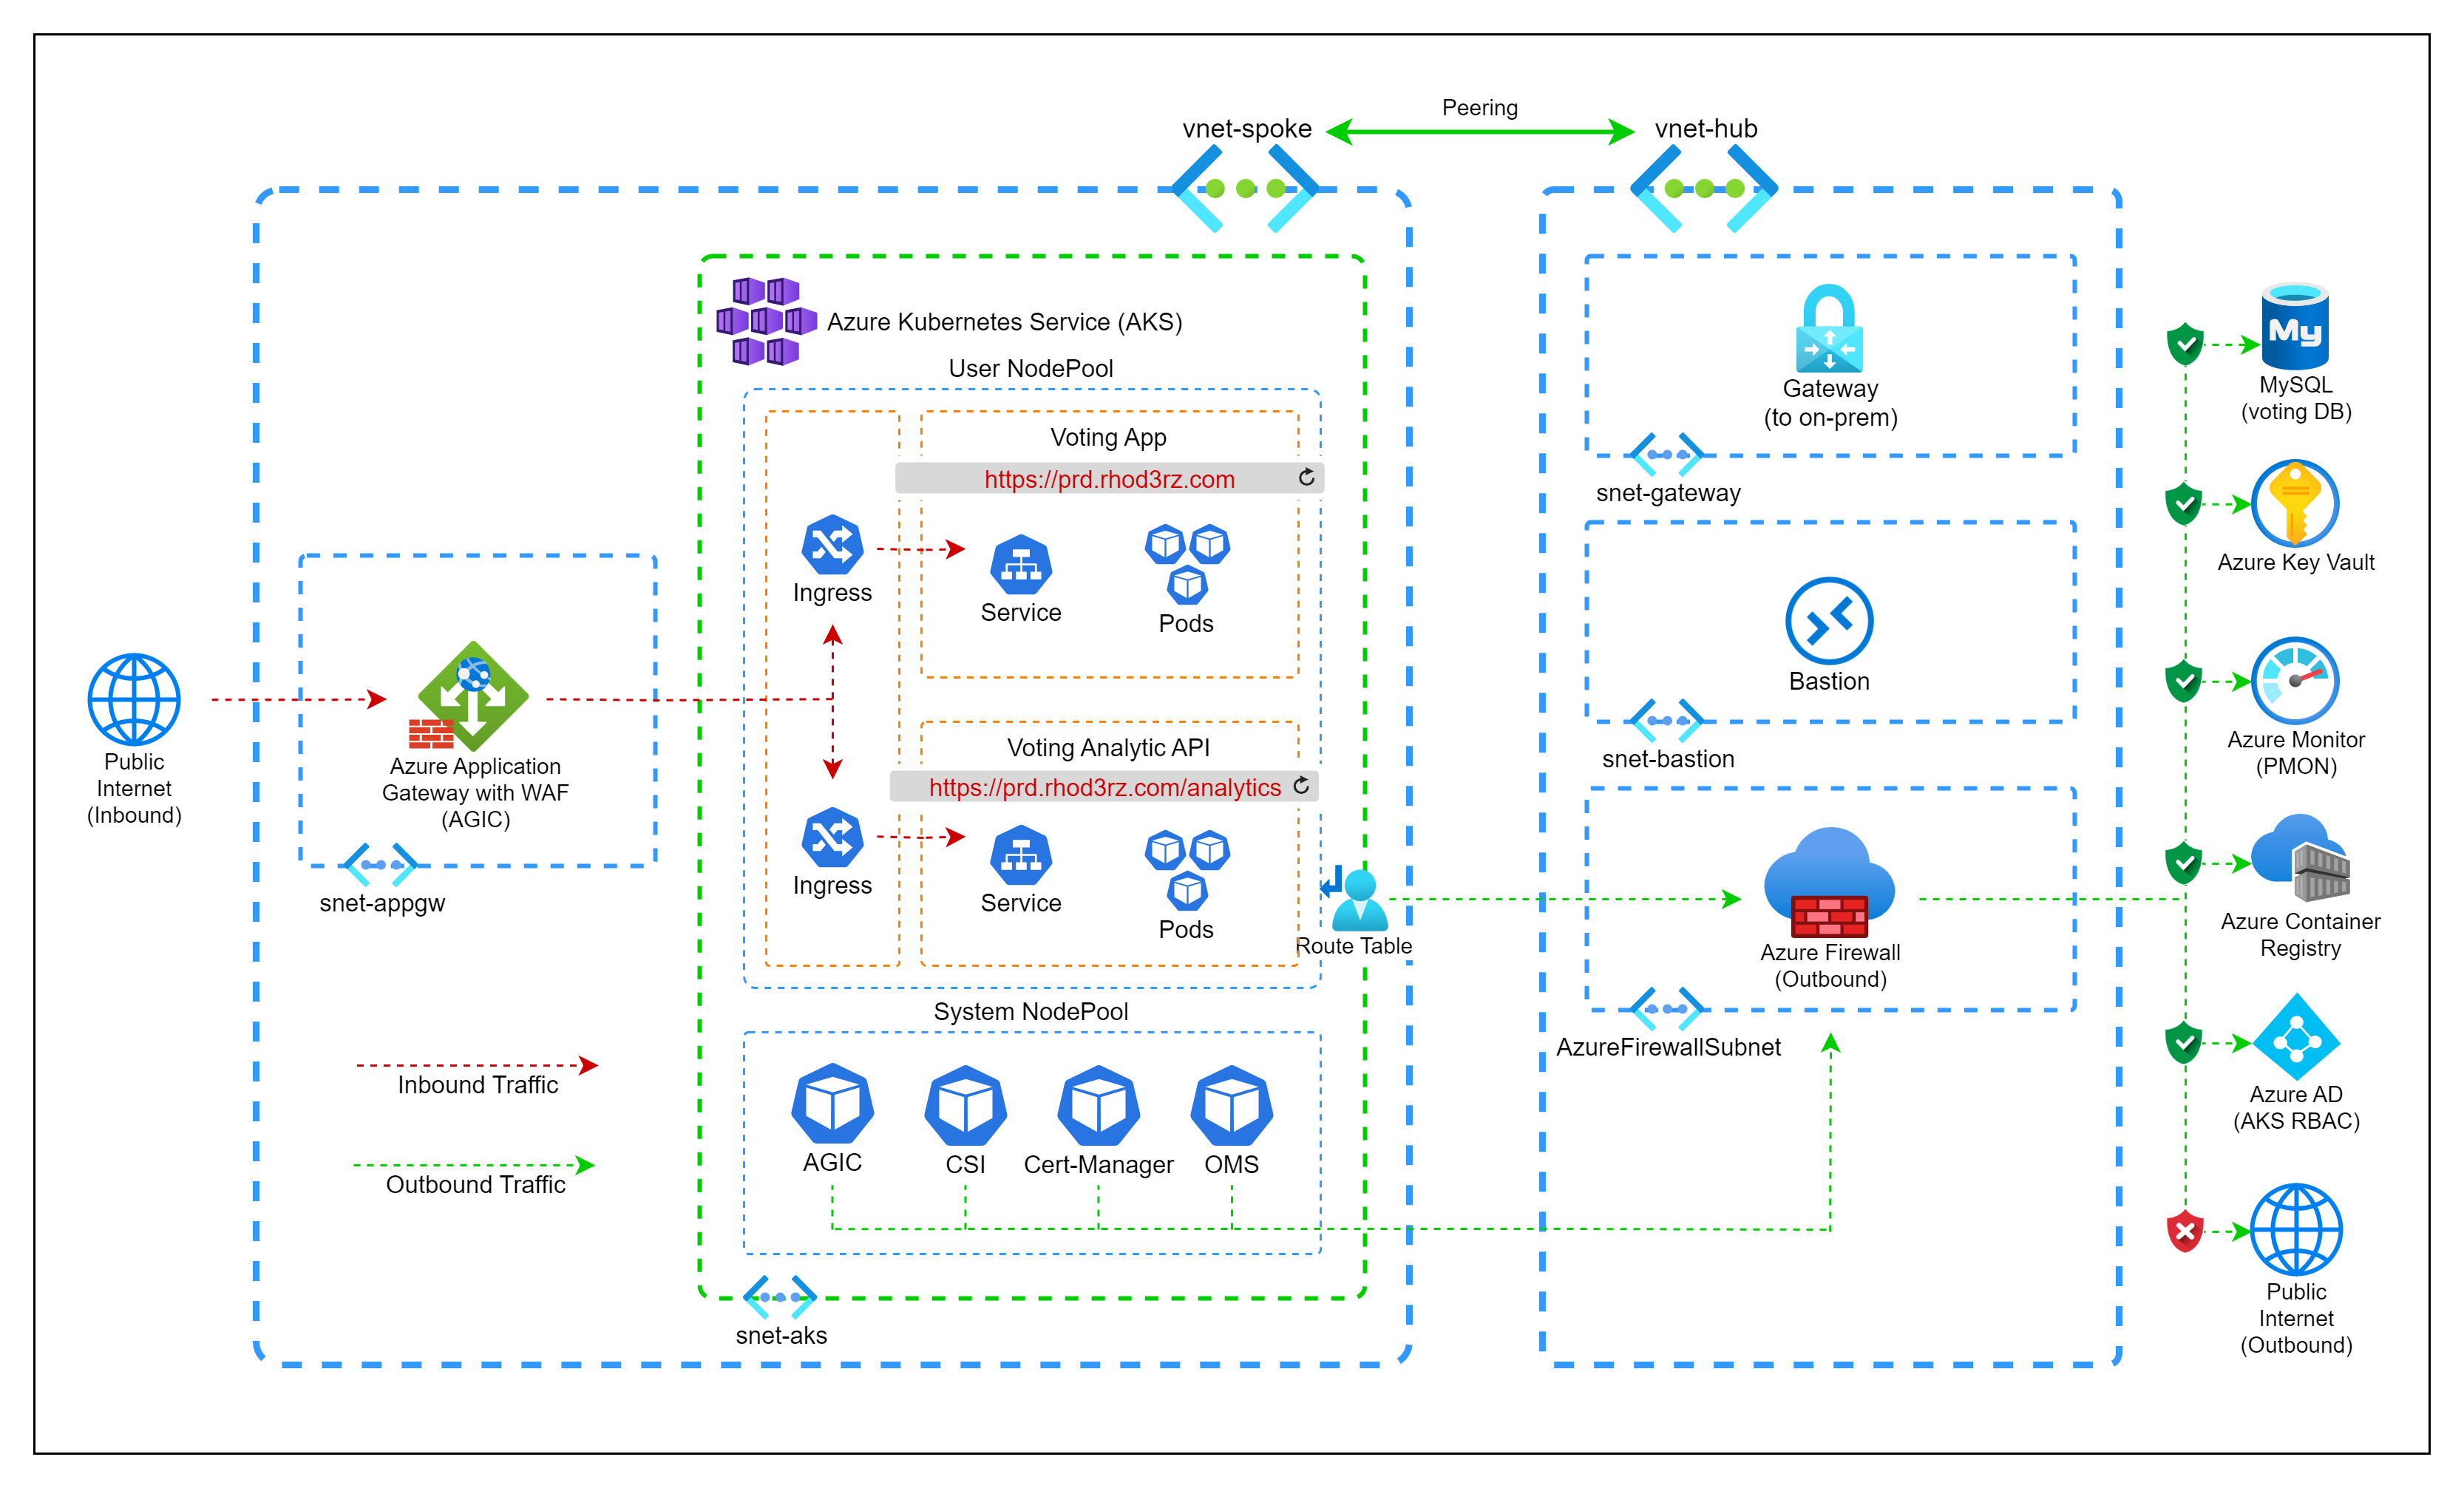 Peering
vnet-spoke
vnet-hub
Azure Kubernetes Service (AKS)
User NodePool
Voting App
https://prd.rhod3rz.com
Ingress
Service
Pods
Voting Analytic API
https://prd.rhod3rz.com/analytics
Ingress
Service
Pods
Route Table
System NodePool
AGIC
CSI
Cert-Manager
OMS
snet-aks
Public
Internet
(Inbound)
Azure Application
Gateway with WAF
(AGIC)
snet-appgw
Inbound Traffic
Outbound Traffic
Gateway
(to on-prem)
snet-gateway
Bastion
snet-bastion
Azure Firewall
(Outbound)
AzureFirewallSubnet
My
MySQL
(voting DB)
Azure Key Vault
Azure Monitor
(PMON)
Azure Container
Registry
Azure AD
(AKS RBAC)
Public
Internet
(Outbound)